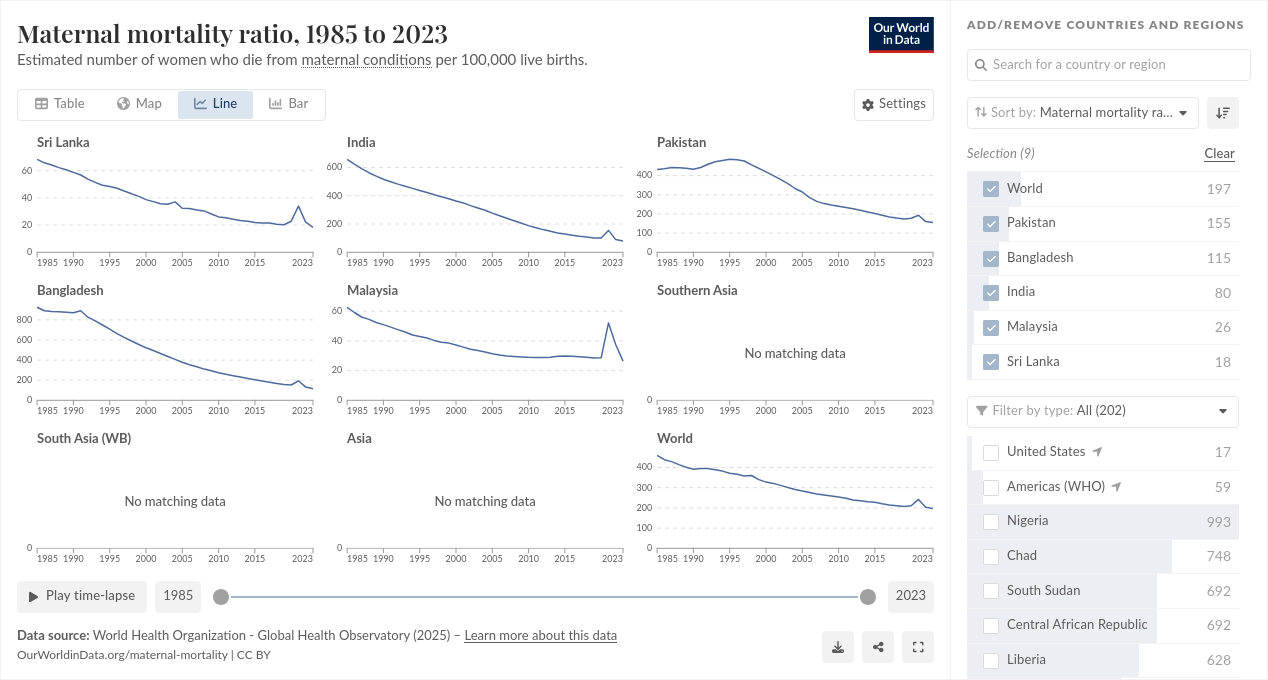 Maternal mortality ratio, 1985 to 2023
Estimated number of women who die from maternal conditions per 100,000 live births.
Our World
in Data
Table
Map
Line
Bar
Settings
Sri Lanka
60
40
20
0
1985 1990 1995 2000 2005 2010 2015 2023
India
600
400
200
0
1985 1990 1995 2000 2005 2010 2015 2023
Pakistan
400
300
200
100
0
1985 1990 1995 2000 2005 2010 2015 2023
Bangladesh
800
600
400
200
0
1985 1990 1995 2000 2005 2010 2015 2023
Malaysia
60
40
20
0
1985 1990 1995 2000 2005 2010 2015 2023
Southern Asia
No matching data
0
1985 1990 1995 2000 2005 2010 2015 2023
South Asia (WB)
No matching data
0
1985 1990 1995 2000 2005 2010 2015 2023
Asia
No matching data
0
1985 1990 1995 2000 2005 2010 2015 2023
World
400
300
200
100
0
1985 1990 1995 2000 2005 2010 2015 2023
Play time-lapse
1985
2023
Data source: World Health Organization - Global Health Observatory (2025) – Learn more about this data
OurWorldinData.org/maternal-mortality | CC BY
ADD/REMOVE COUNTRIES AND REGIONS
Search for a country or region
Sort by: Maternal mortality ra...
Selection (9)
Clear
World 197
Pakistan 155
Bangladesh 115
India 80
Malaysia 26
Sri Lanka 18
Filter by type: All (202)
United States 17
Americas (WHO) 59
Nigeria 993
Chad 748
South Sudan 692
Central African Republic 692
Liberia 628